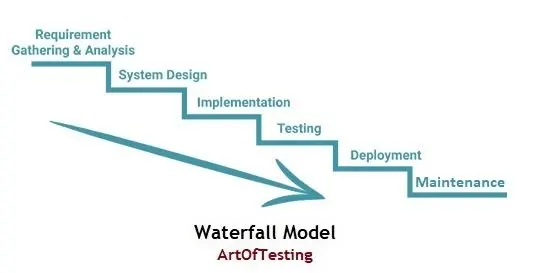 Requirement
Gathering & Analysis
System Design
Implementation
Testing
Deployment
Maintenance
Waterfall Model
ArtOfTesting